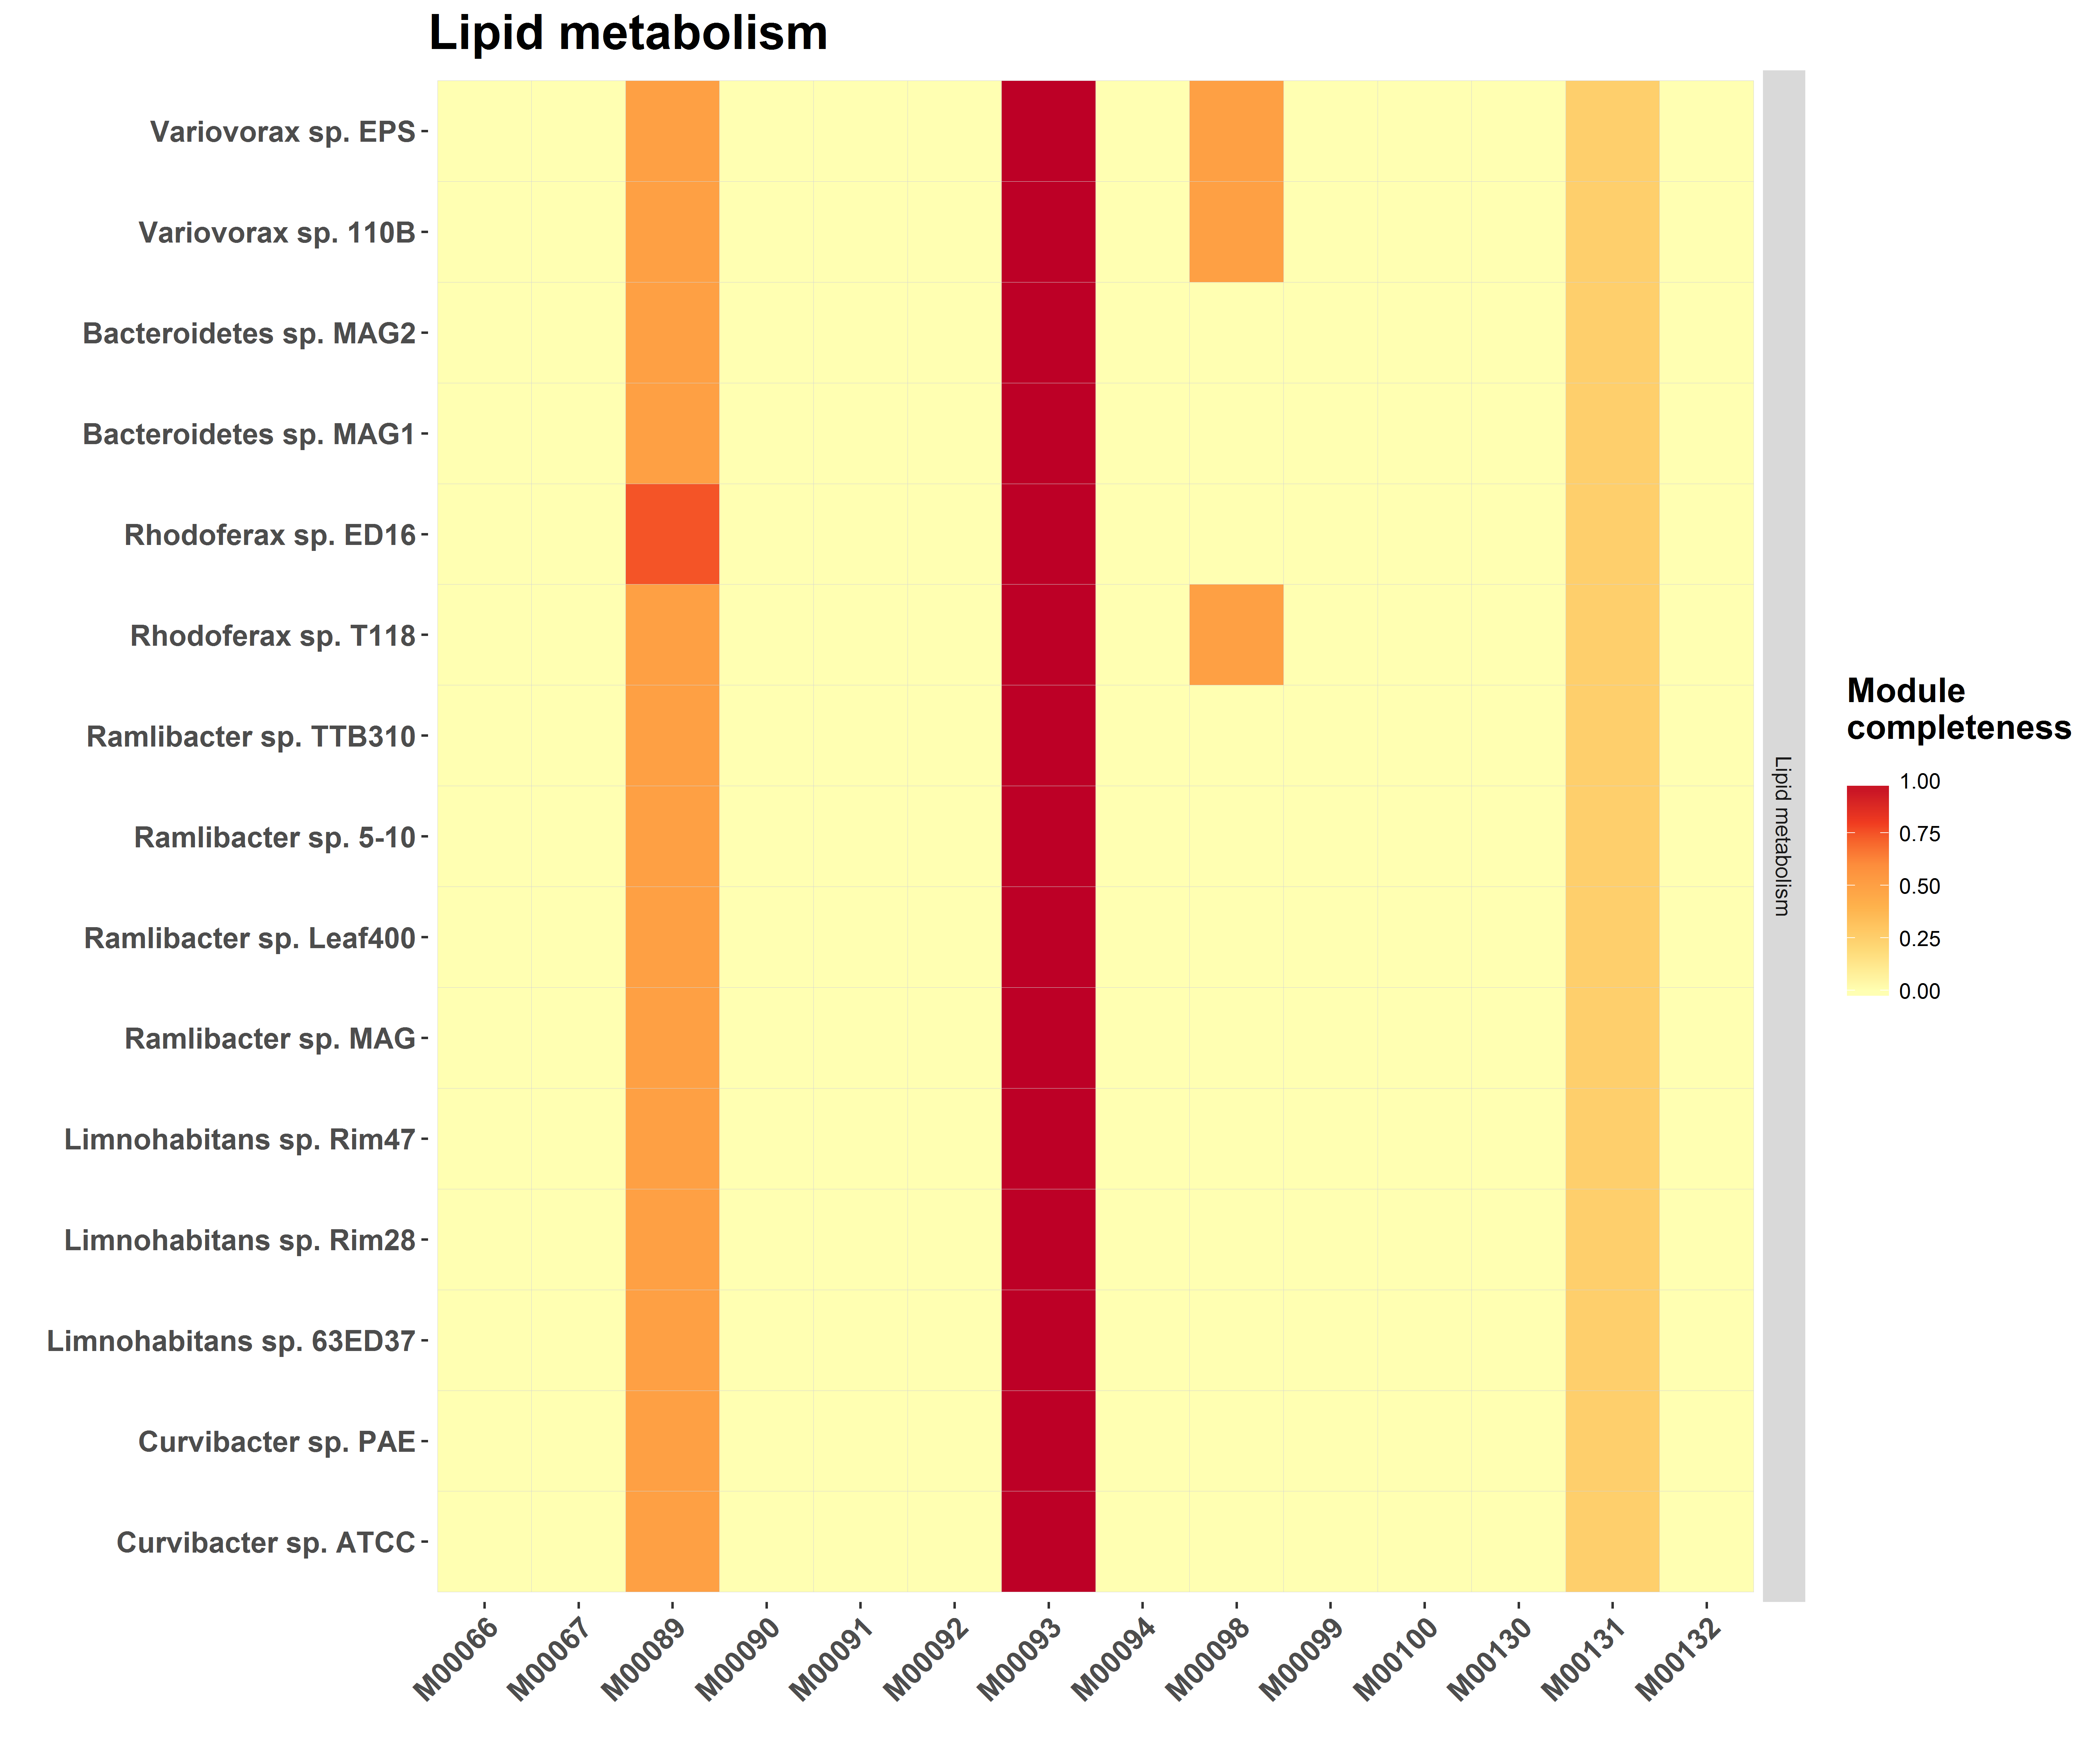 Lipid metabolism
Variovorax sp. EPS
Variovorax sp. 110B
Bacteroidetes sp. MAG2
Bacteroidetes sp. MAG1
Rhodoferax sp. ED16
Rhodoferax sp. T118
Ramlibacter sp. TTB310
Ramlibacter sp. 5-10
Ramlibacter sp. Leaf400
Ramlibacter sp. MAG
Limnohabitans sp. Rim47
Limnohabitans sp. Rim28
Limnohabitans sp. 63ED37
Curvibacter sp. PAE
Curvibacter sp. ATCC
M00066
M00067
M00089
M00090
M00091
M00092
M00093
M00094
M00098
M00099
M00100
M00130
M00131
M00132
Lipid metabolism
Module
completeness
1.00
0.75
0.50
0.25
0.00